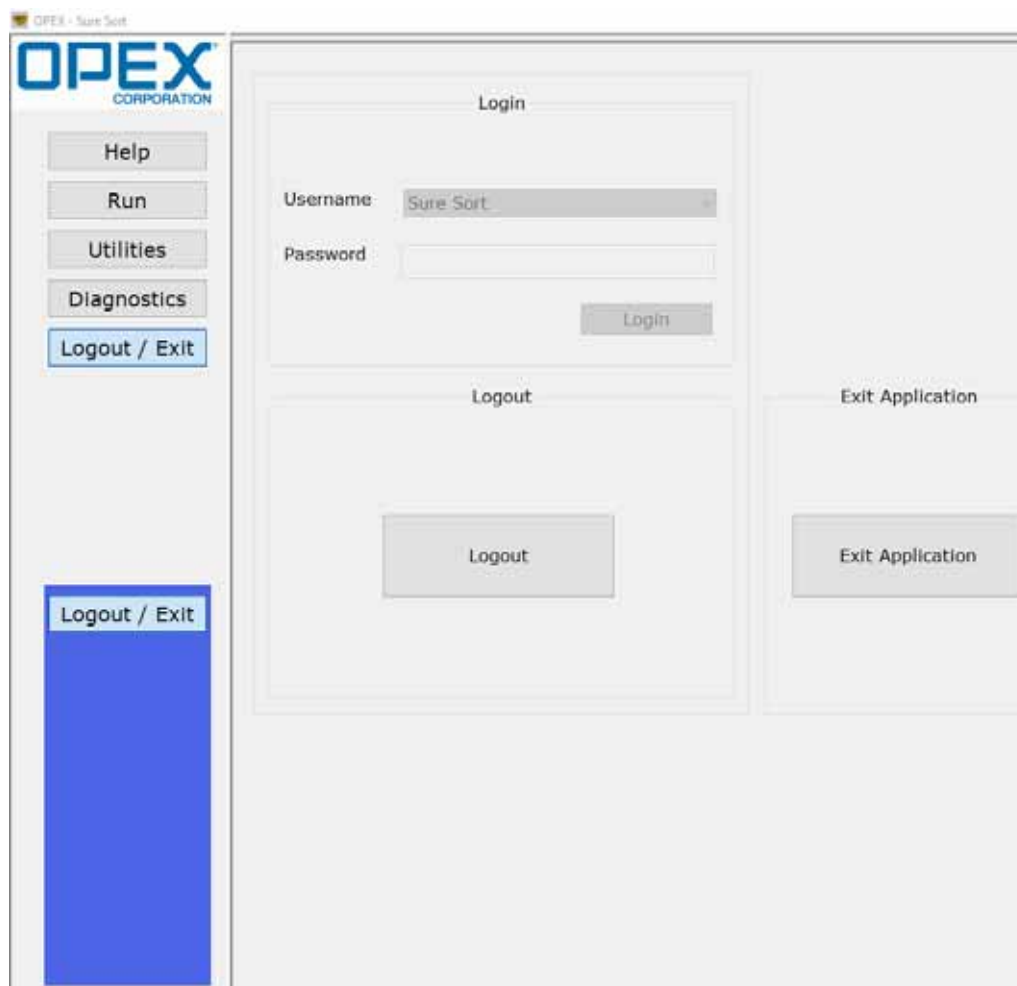 OPEX - Sure Sort
OPEX
CORPORATION
Help
Run
Utilities
Diagnostics
Logout / Exit
Logout / Exit
Login
Username
Sure Sort
Password
Login
Logout
Logout
Exit Application
Exit Application